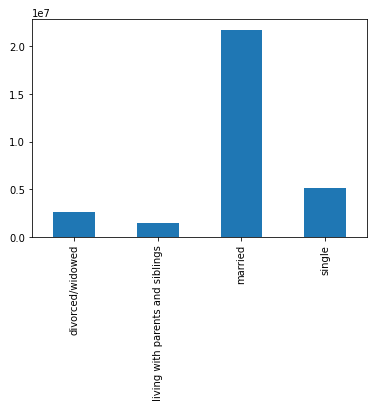 1e7
2.0
1.5
1.0
0.5
0.0
divorced/widowed
living with parents and siblings
married
single